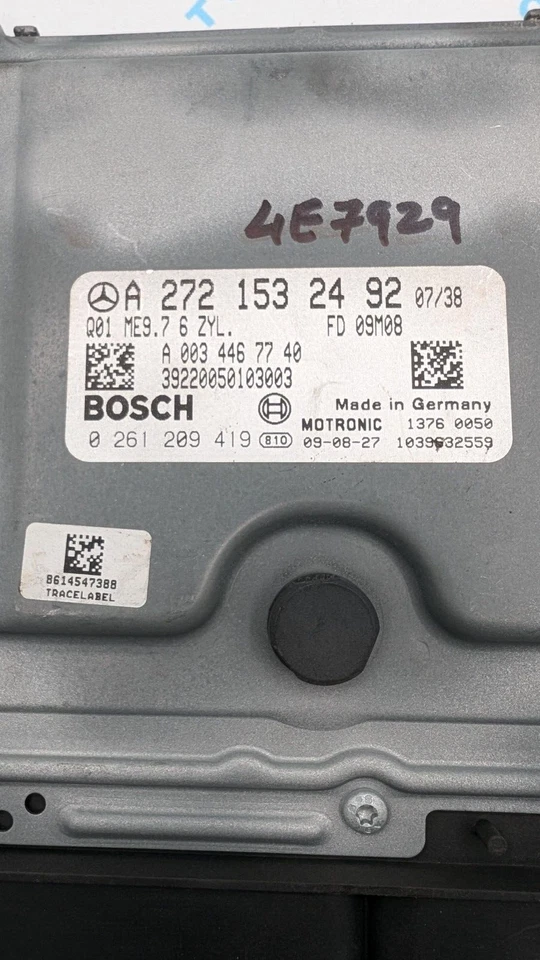 4E7929
A 272 153 24 92 07/38
Q01 ME9.7 6 ZYL. FD 09M08
A 003 446 77 40
39220050103003
BOSCH
Made in Germany
MOTRONIC 1376 0050
0 261 209 419 810 09-08-27 1039S32559
8614547388
TRACELABEL